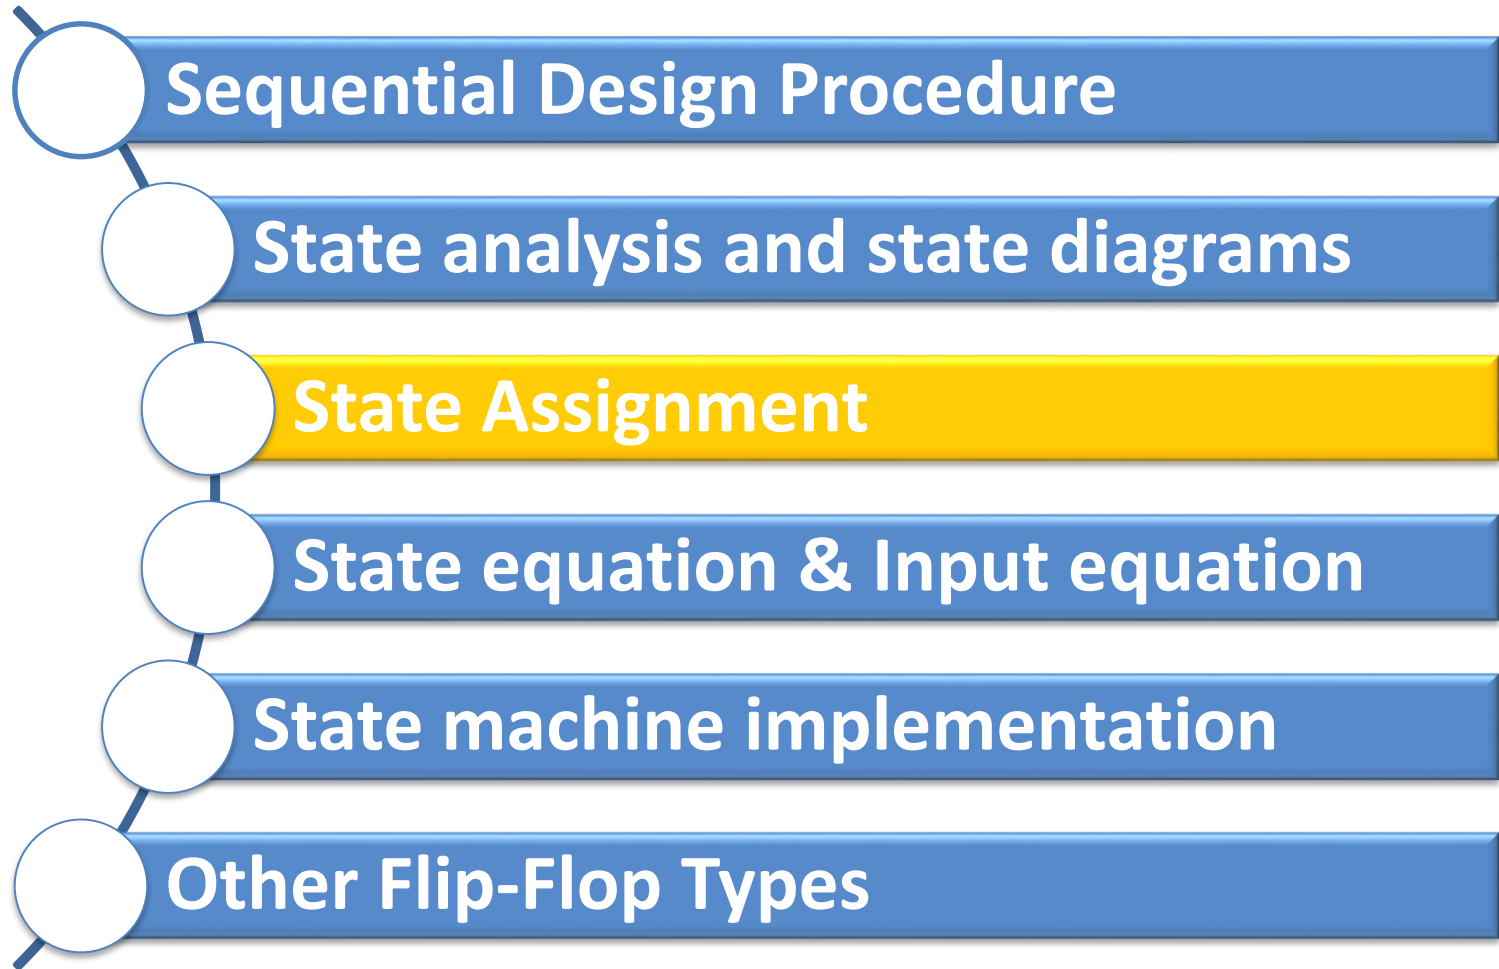 Sequential Design Procedure
State analysis and state diagrams
State Assignment
State equation & Input equation
State machine implementation
Other Flip-Flop Types